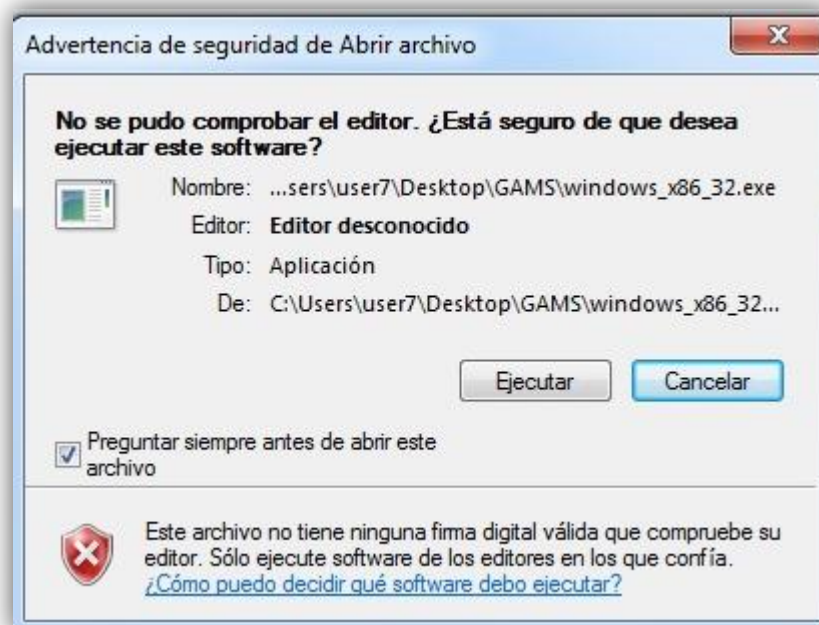 Advertencia de seguridad de Abrir archivo
No se pudo comprobar el editor. ¿Está seguro de que desea
ejecutar este software?
Nombre: ...sers\user7\Desktop\GAMS\windows_x86_32.exe
Editor: Editor desconocido
Tipo: Aplicación
De: C:\Users\user7\Desktop\GAMS\windows_x86_32...
Ejecutar Cancelar
Preguntar siempre antes de abrir este
archivo
Este archivo no tiene ninguna firma digital válida que compruebe su
editor. Sólo ejecute software de los editores en los que confía.
¿Cómo puedo decidir qué software debo ejecutar?